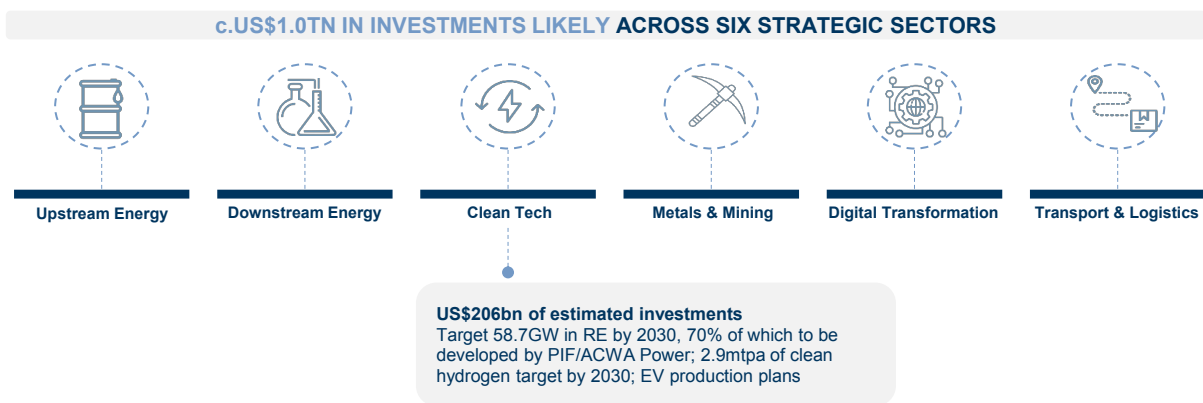 c.US$1.0TN IN INVESTMENTS LIKELY ACROSS SIX STRATEGIC SECTORS
Upstream Energy
Downstream Energy
Clean Tech
Metals & Mining
Digital Transformation
Transport & Logistics
US$206bn of estimated investments
Target 58.7GW in RE by 2030, 70% of which to be
developed by PIF/ACWA Power; 2.9mtpa of clean
hydrogen target by 2030; EV production plans